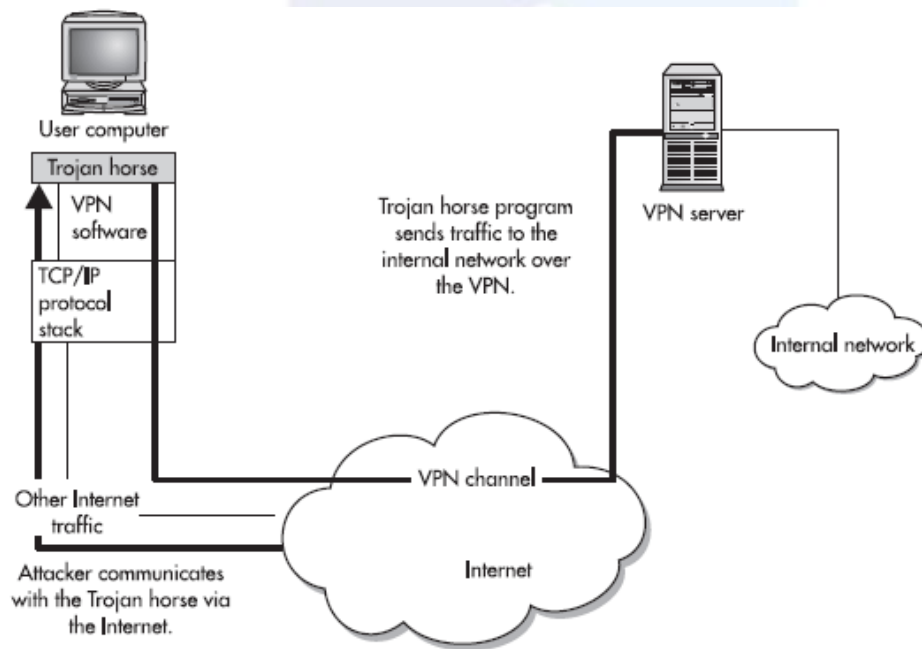 User computer
Trojan horse
VPN
software
TCP/IP
protocol
stack
Trojan horse program
sends traffic to the
internal network over
the VPN.
VPN server
Internal network
VPN channel
Other Internet
traffic
Internet
Attacker communicates
with the Trojan horse via
the Internet.